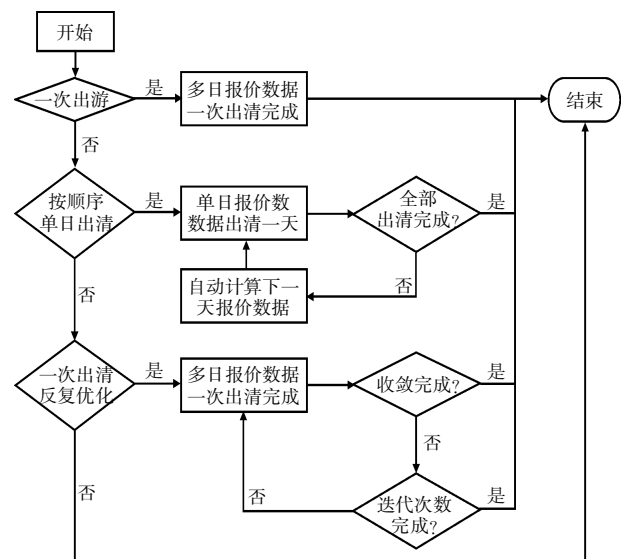 开始
一次出游
是
多日报价数据
一次出清完成
结束
否
按顺序
单日出清
是
单日报价数
数据出清一天
全部
出清完成?
是
否
自动计算下一
天报价数据
否
一次出清
反复优化
是
多日报价数据
一次出清完成
收敛完成?
是
否
否
否
迭代次数
完成?
是